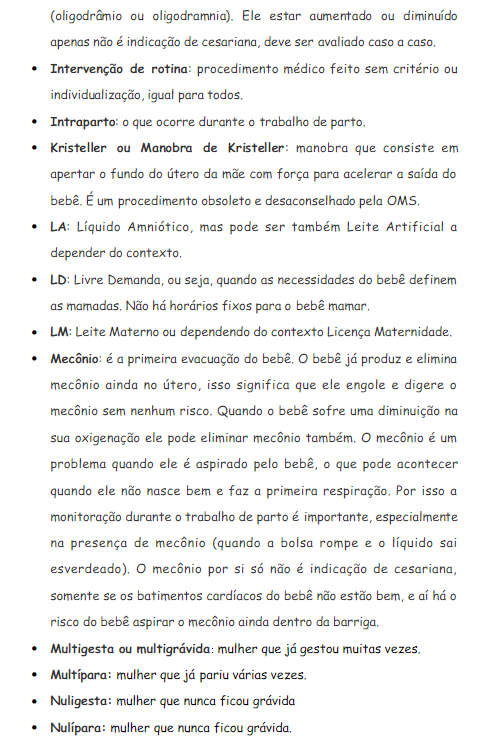 (oligodrâmio ou oligodramnia). Ele estar aumentado ou diminuído
apenas não é indicação de cesariana, deve ser avaliado caso a caso.
• Intervenção de rotina: procedimento médico feito sem critério ou
individualização, igual para todos.
• Intraparto: o que ocorre durante o trabalho de parto.
• Kristeller ou Manobra de Kristeller: manobra que consiste em
apertar o fundo do útero da mãe com força para acelerar a saída do
bebê. É um procedimento obsoleto e desaconselhado pela OMS.
• LA: Líquido Amniótico, mas pode ser também Leite Artificial a
depender do contexto.
• LD: Livre Demanda, ou seja, quando as necessidades do bebê definem
as mamadas. Não há horários fixos para o bebê mamar.
• LM: Leite Materno ou dependendo do contexto Licença Maternidade.
• Mecônio: é a primeira evacuação do bebê. O bebê já produz e elimina
mecônio ainda no útero, isso significa que ele engole e digere o
mecônio sem nenhum risco. Quando o bebê sofre uma diminuição na
sua oxigenação ele pode eliminar mecônio também. O mecônio é um
problema quando ele é aspirado pelo bebê, o que pode acontecer
quando ele não nasce bem e faz a primeira respiração. Por isso a
monitoração durante o trabalho de parto é importante, especialmente
na presença de mecônio (quando a bolsa rompe e o líquido sai
esverdeado). O mecônio por si só não é indicação de cesariana,
somente se os batimentos cardíacos do bebê não estão bem, e aí há o
risco do bebê aspirar o mecônio ainda dentro da barriga.
• Multigesta ou multigrávida: mulher que já gestou muitas vezes.
• Multípara: mulher que já pariu várias vezes.
• Nuligesta: mulher que nunca ficou grávida
• Nulípara: mulher que nunca ficou grávida.